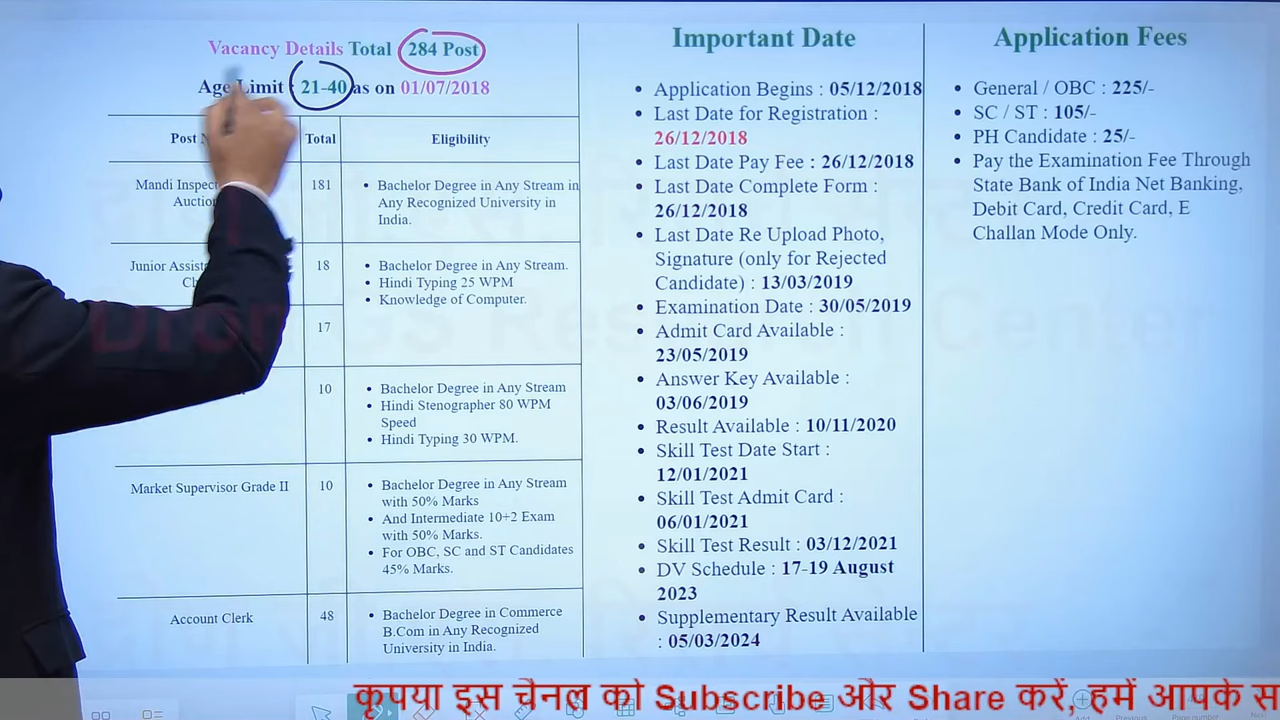 Vacancy Details Total 284 Post
Age Limit : 21-40 as on 01/07/2018
Post
Total
Eligibility
Mandi Inspec
Auction
181
Bachelor Degree in Any Stream in
Any Recognized University in
India.
Junior Assist
18
Bachelor Degree in Any Stream.
Hindi Typing 25 WPM
Knowledge of Computer.
17
10
Bachelor Degree in Any Stream
Hindi Stenographer 80 WPM
Speed
Hindi Typing 30 WPM.
Market Supervisor Grade II
10
Bachelor Degree in Any Stream
with 50% Marks
And Intermediate 10+2 Exam
with 50% Marks.
For OBC, SC and ST Candidates
45% Marks.
Account Clerk
48
Bachelor Degree in Commerce
B.Com in Any Recognized
University in India.
Important Date
Application Begins : 05/12/2018
Last Date for Registration :
26/12/2018
Last Date Pay Fee : 26/12/2018
Last Date Complete Form :
26/12/2018
Last Date Re Upload Photo,
Signature (only for Rejected
Candidate) : 13/03/2019
Examination Date : 30/05/2019
Admit Card Available :
23/05/2019
Answer Key Available :
03/06/2019
Result Available : 10/11/2020
Skill Test Date Start :
12/01/2021
Skill Test Admit Card :
06/01/2021
Skill Test Result : 03/12/2021
DV Schedule : 17-19 August
2023
Supplementary Result Available
: 05/03/2024
Application Fees
General / OBC : 225/-
SC / ST : 105/-
PH Candidate : 25/-
Pay the Examination Fee Through
State Bank of India Net Banking,
Debit Card, Credit Card, E
Challan Mode Only.
कृपया इस चैनल को Subscribe और Share करें, हमें आपके स